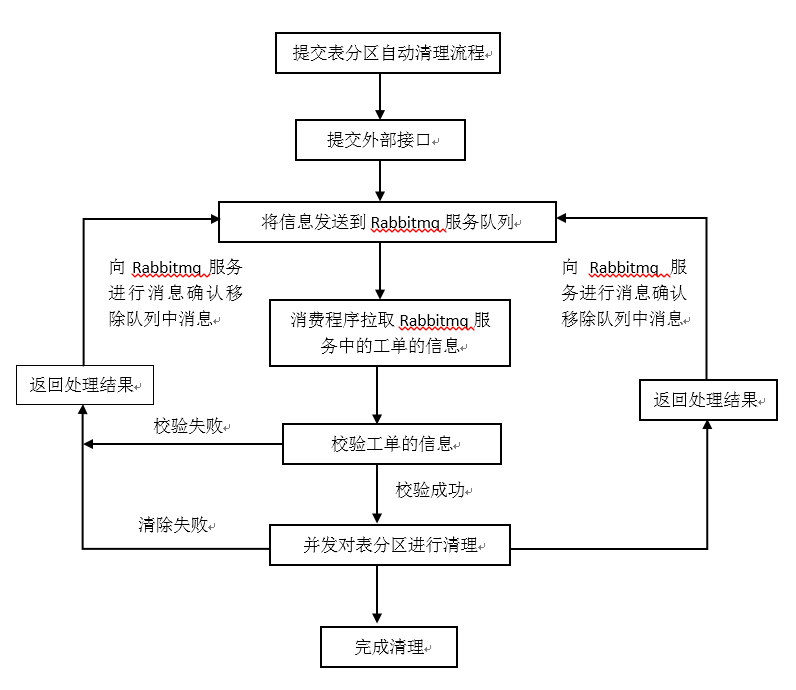 提交表分区自动清理流程
提交外部接口
将信息发送到 Rabbitmq 服务队列
向 Rabbitmq 服务
进行消息确认移
除队列中消息
向 Rabbitmq 服
务进行消息确认
移除队列中消息
消费程序拉取 Rabbitmq 服
务中的工单的信息
返回处理结果
返回处理结果
校验失败
校验工单的信息
校验成功
清除失败
并发对表分区进行清理
完成清理